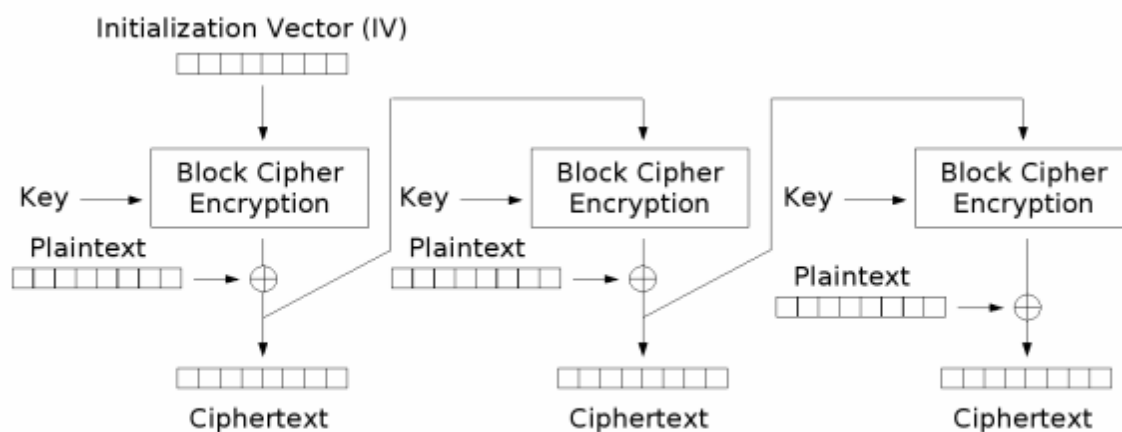 Initialization Vector (IV)
Block Cipher
Encryption
Block Cipher
Encryption
Block Cipher
Encryption
Key
Key
Key
Plaintext
Plaintext
Plaintext
Ciphertext
Ciphertext
Ciphertext